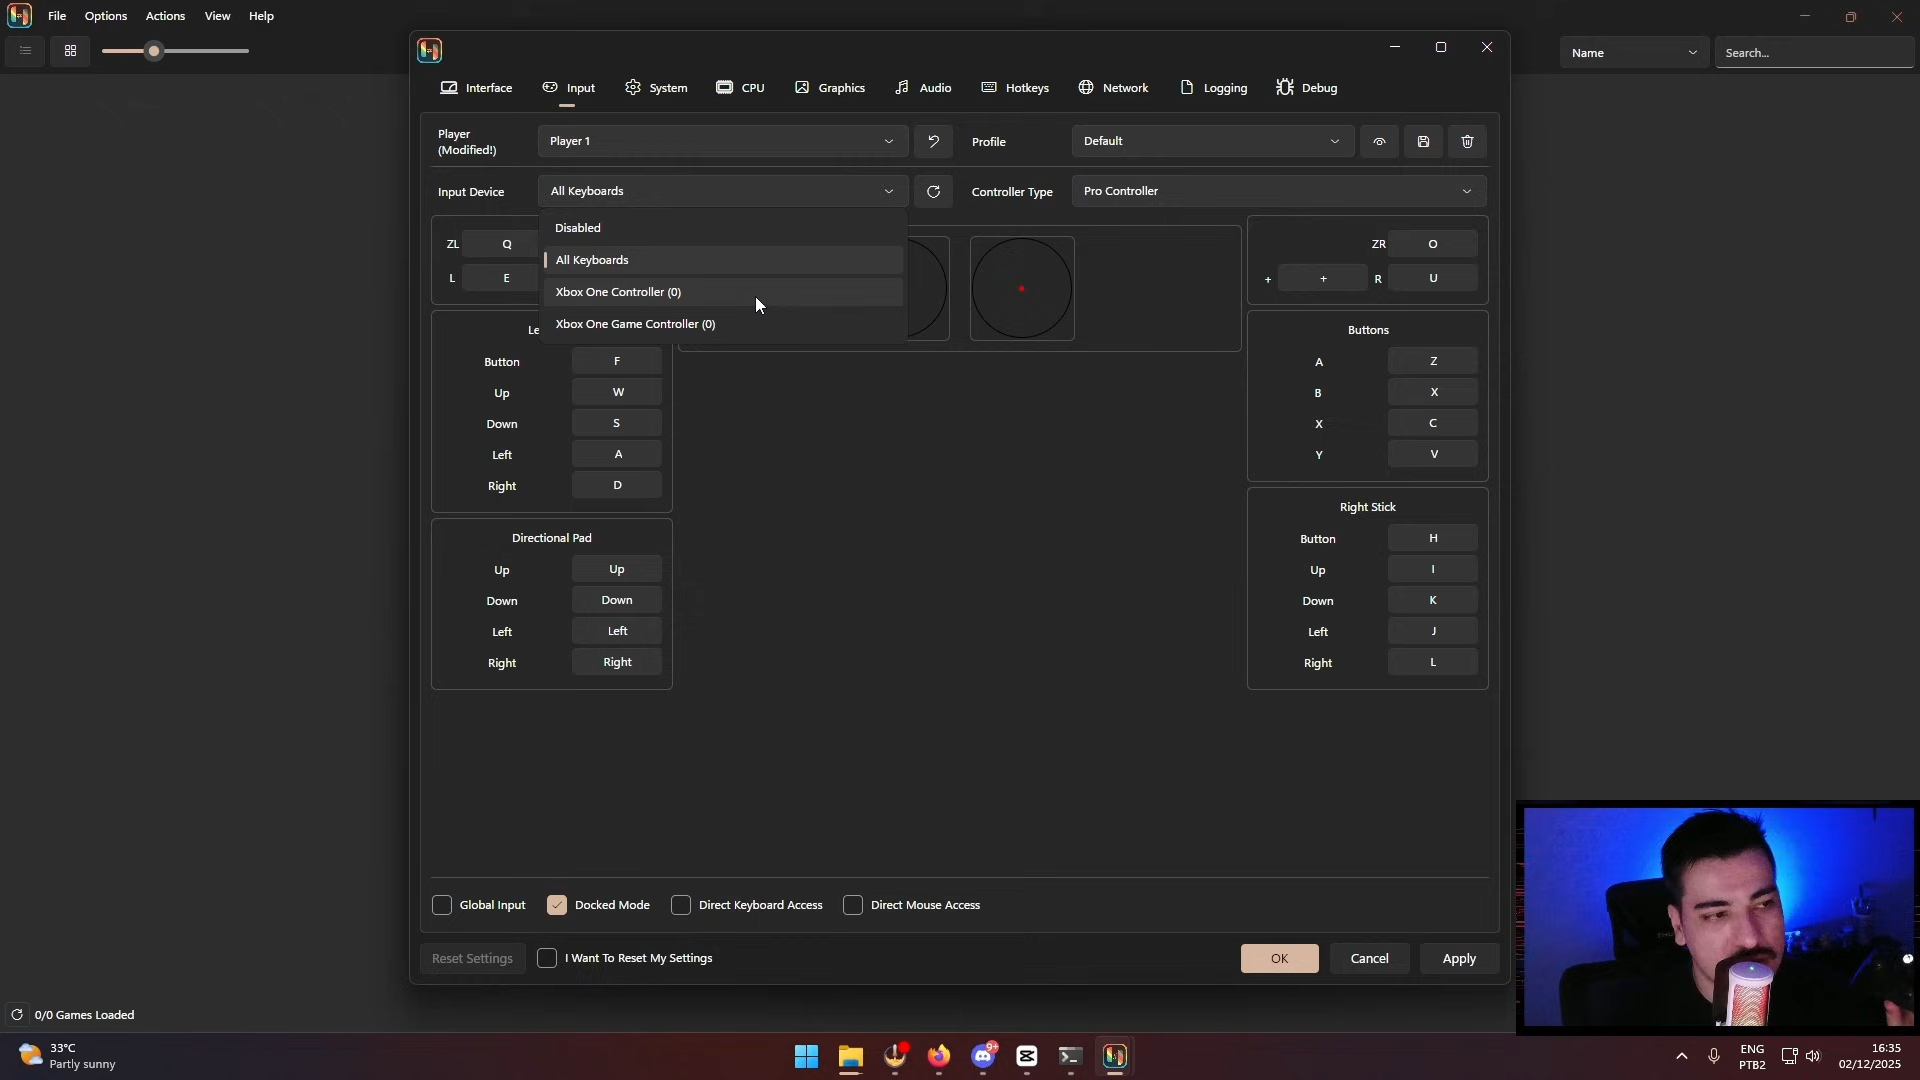 File Options Actions View Help
Name
Search...
Interface Input System CPU Graphics Audio Hotkeys Network Logging Debug
Player (Modified!)
Player 1
Profile
Default
Input Device
All Keyboards
Controller Type
Pro Controller
Disabled
All Keyboards
Xbox One Controller (0)
Xbox One Game Controller (0)
ZL Q
L E
ZR O
+ + R U
Le
Button F
Up W
Down S
Left A
Right D
Directional Pad
Up Up
Down Down
Left Left
Right Right
Buttons
A Z
B X
X C
Y V
Right Stick
Button H
Up I
Down K
Left J
Right L
Global Input Docked Mode Direct Keyboard Access Direct Mouse Access
Reset Settings I Want To Reset My Settings
OK Cancel Apply
0/0 Games Loaded
33°C
Partly sunny
9+
ENG
PTB2
16:35
02/12/2025